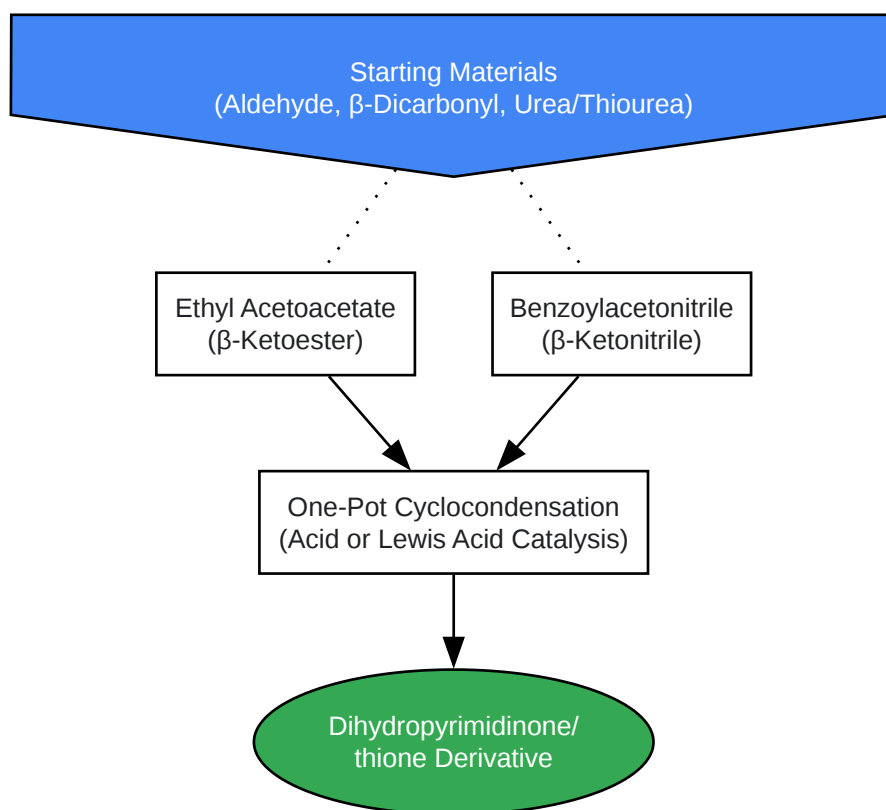 Starting Materials
(Aldehyde, β-Dicarbonyl, Urea/Thiourea)
Ethyl Acetoacetate
(β-Ketoester)
Benzoylacetonitrile
(β-Ketonitrile)
One-Pot Cyclocondensation
(Acid or Lewis Acid Catalysis)
Dihydropyrimidinone/
thione Derivative